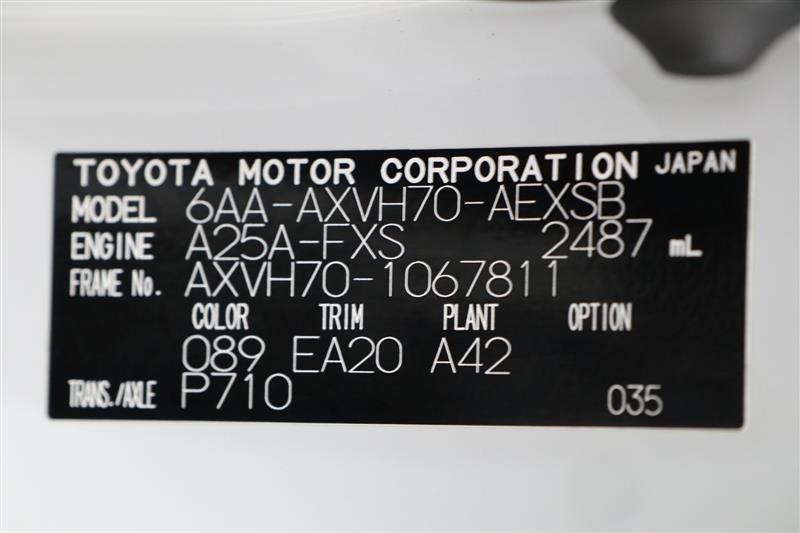 TOYOTA MOTOR CORPORATION JAPAN
MODEL 6AA-AXVH70-AEXSB
ENGINE A25A-FXS 2487 mL
FRAME No. AXVH70-1067811
COLOR TRIM PLANT OPTION
089 EA20 A42
TRANS./AXLE P710 035